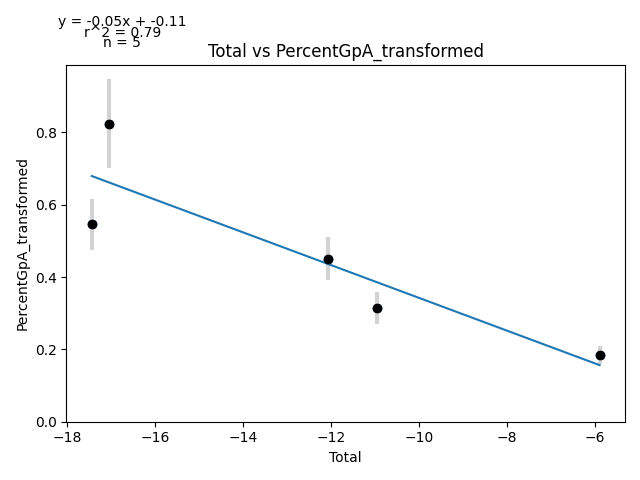 y = -0.05x + -0.11
r^2 = 0.79
n = 5
Total vs PercentGpA_transformed
PercentGpA_transformed
0.8
0.6
0.4
0.2
0.0
−18 −16 −14 −12 −10 −8 −6
Total